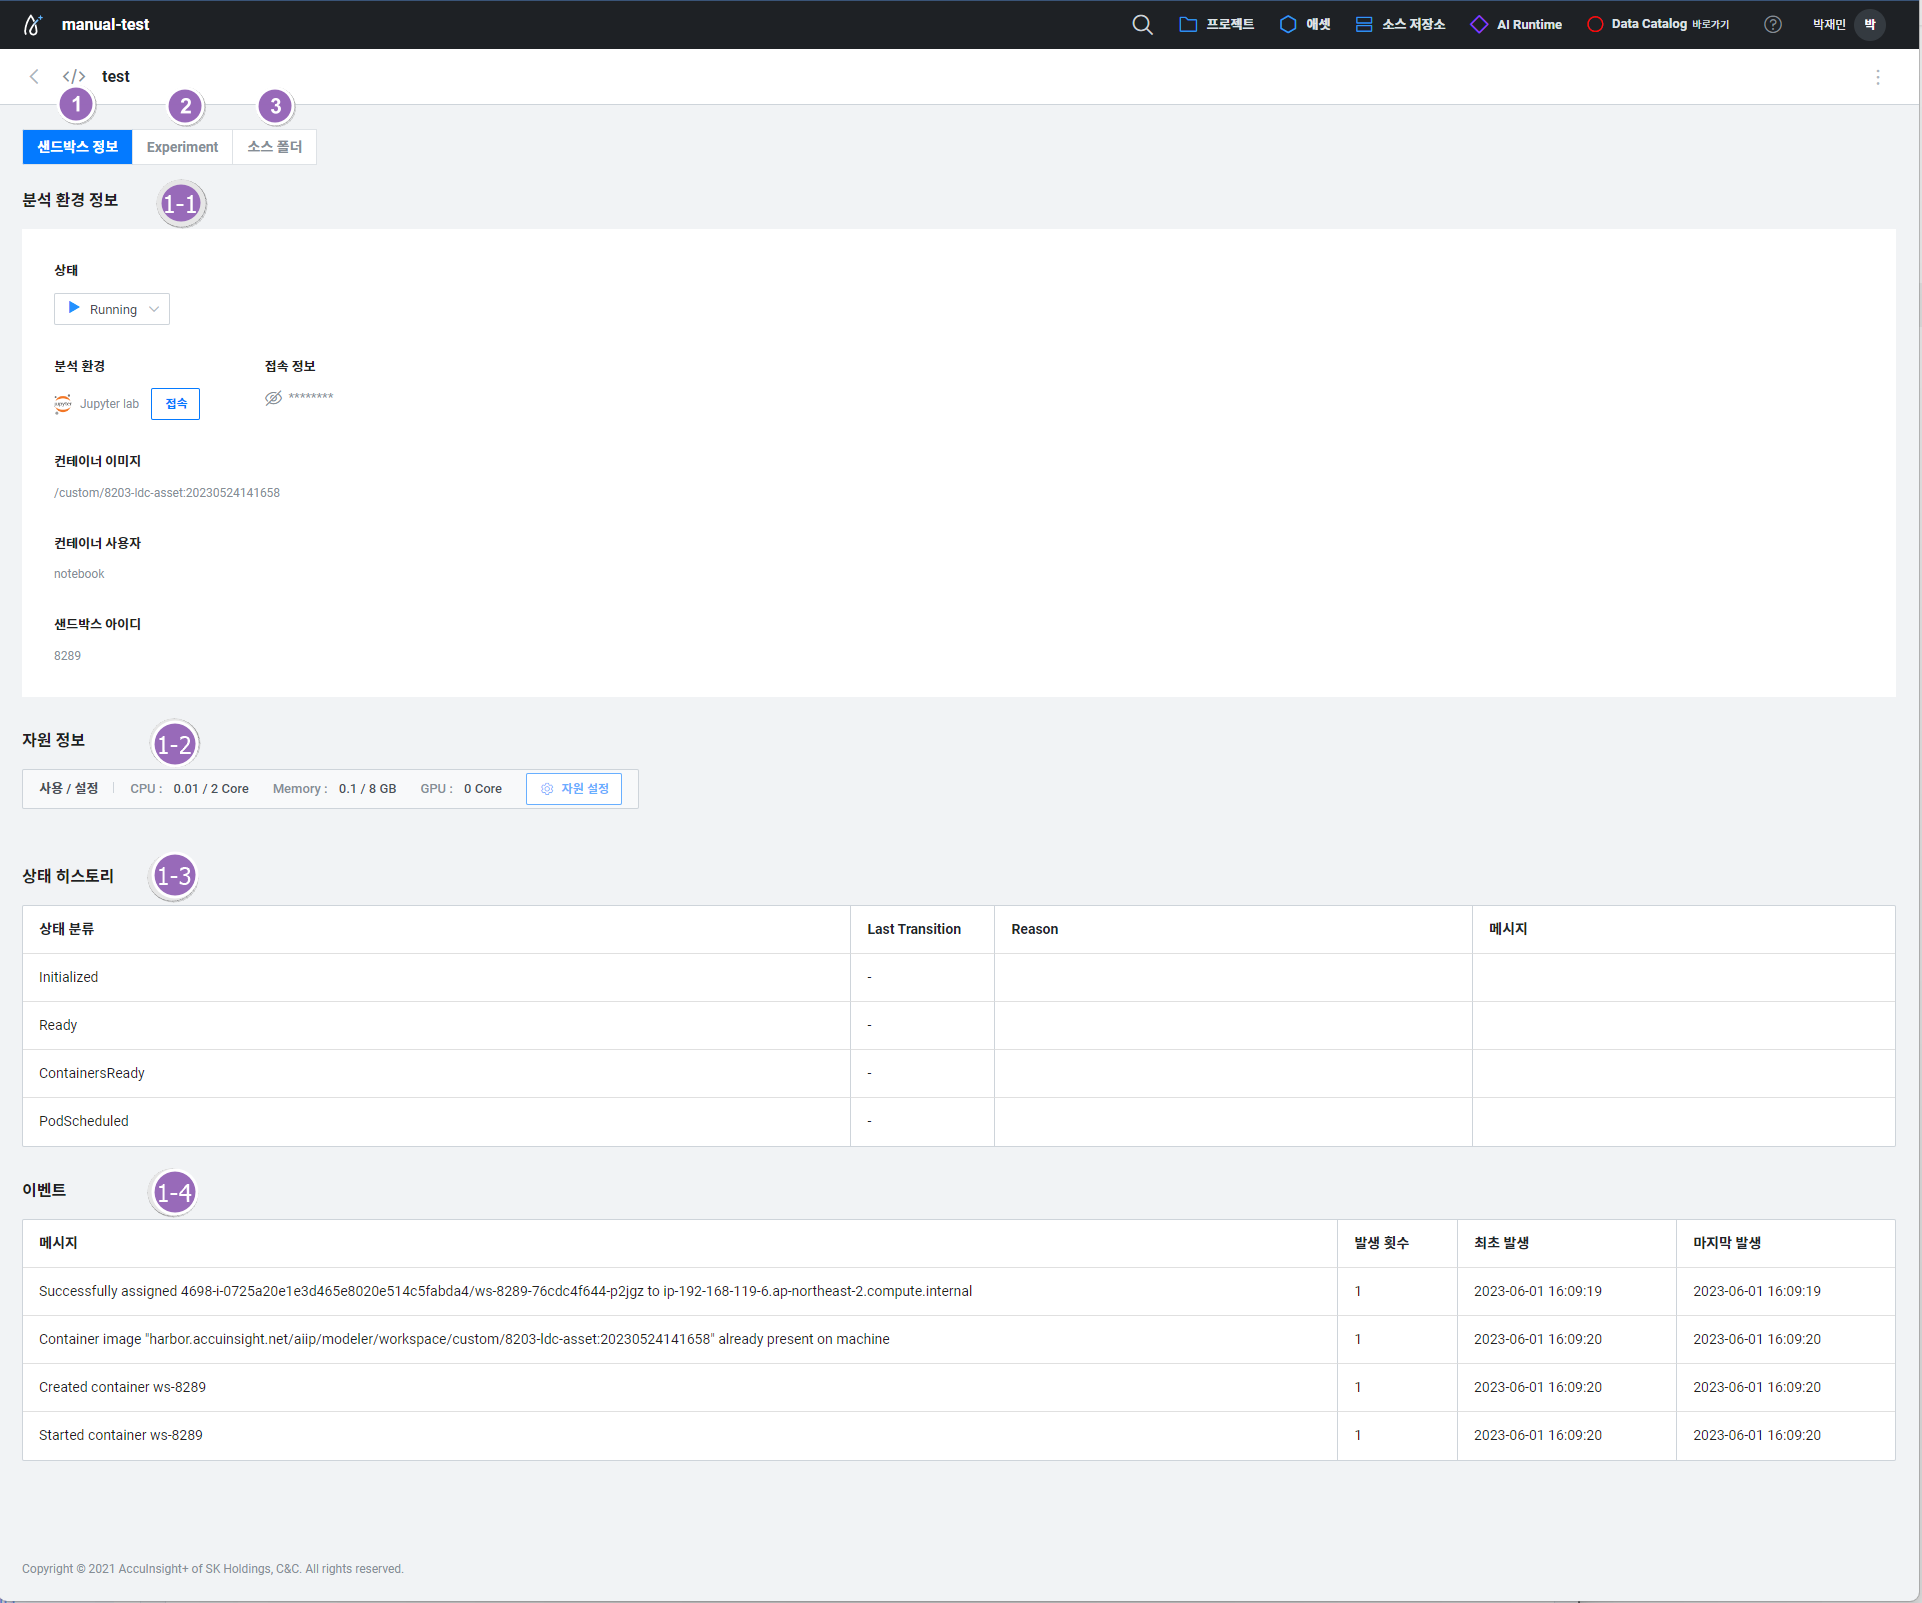 manual-test
프로젝트
에셋
소스 저장소
AI Runtime
Data Catalog 바로가기
?
박재민
박
</> test
1
2
3
샌드박스 정보
Experiment
소스 폴더
분석 환경 정보
1-1
상태
Running
분석 환경
접속 정보
Jupyter lab
접속
********
컨테이너 이미지
/custom/8203-ldc-asset:20230524141658
컨테이너 사용자
notebook
샌드박스 아이디
8289
자원 정보
1-2
사용 / 설정 CPU : 0.01 / 2 Core Memory : 0.1 / 8 GB GPU : 0 Core 자원 설정
상태 히스토리
1-3
상태 분류 Last Transition Reason 메시지
Initialized -
Ready -
ContainersReady -
PodScheduled -
이벤트
1-4
메시지 발생 횟수 최초 발생 마지막 발생
Successfully assigned 4698-i-0725a20e1e3d465e8020e514c5fabda4/ws-8289-76cdc4f644-p2jgz to ip-192-168-119-6.ap-northeast-2.compute.internal 1 2023-06-01 16:09:19 2023-06-01 16:09:19
Container image "harbor.accuinsight.net/aiip/modeler/workspace/custom/8203-ldc-asset:20230524141658" already present on machine 1 2023-06-01 16:09:20 2023-06-01 16:09:20
Created container ws-8289 1 2023-06-01 16:09:20 2023-06-01 16:09:20
Started container ws-8289 1 2023-06-01 16:09:20 2023-06-01 16:09:20
Copyright © 2021 AccuInsight+ of SK Holdings, C&C. All rights reserved.